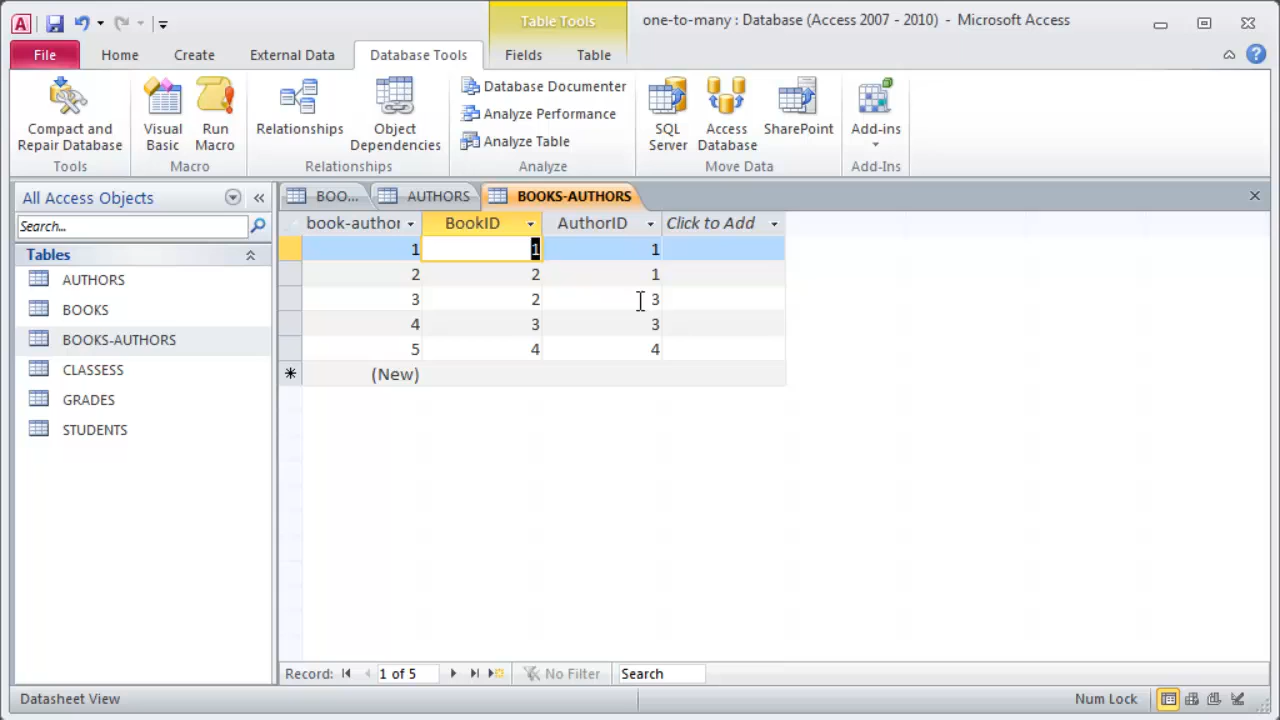 A Table Tools one-to-many : Database (Access 2007 - 2010) - Microsoft Access
File Home Create External Data Database Tools Fields Table ?
Compact and Repair Database
Visual Basic
Run Macro
Relationships
Object Dependencies
Database Documenter
Analyze Performance
Analyze Table
SQL Server
Access Database
SharePoint
Add-ins
Tools Macro Relationships Analyze Move Data Add-Ins
All Access Objects «
Search...
Tables
AUTHORS
BOOKS
BOOKS-AUTHORS
CLASSESS
GRADES
STUDENTS
BOO... AUTHORS BOOKS-AUTHORS
book-author BookID AuthorID Click to Add
1 1 1
2 2 1
3 2 3
4 3 3
5 4 4
* (New)
Record: 1 of 5 No Filter Search
Datasheet View Num Lock